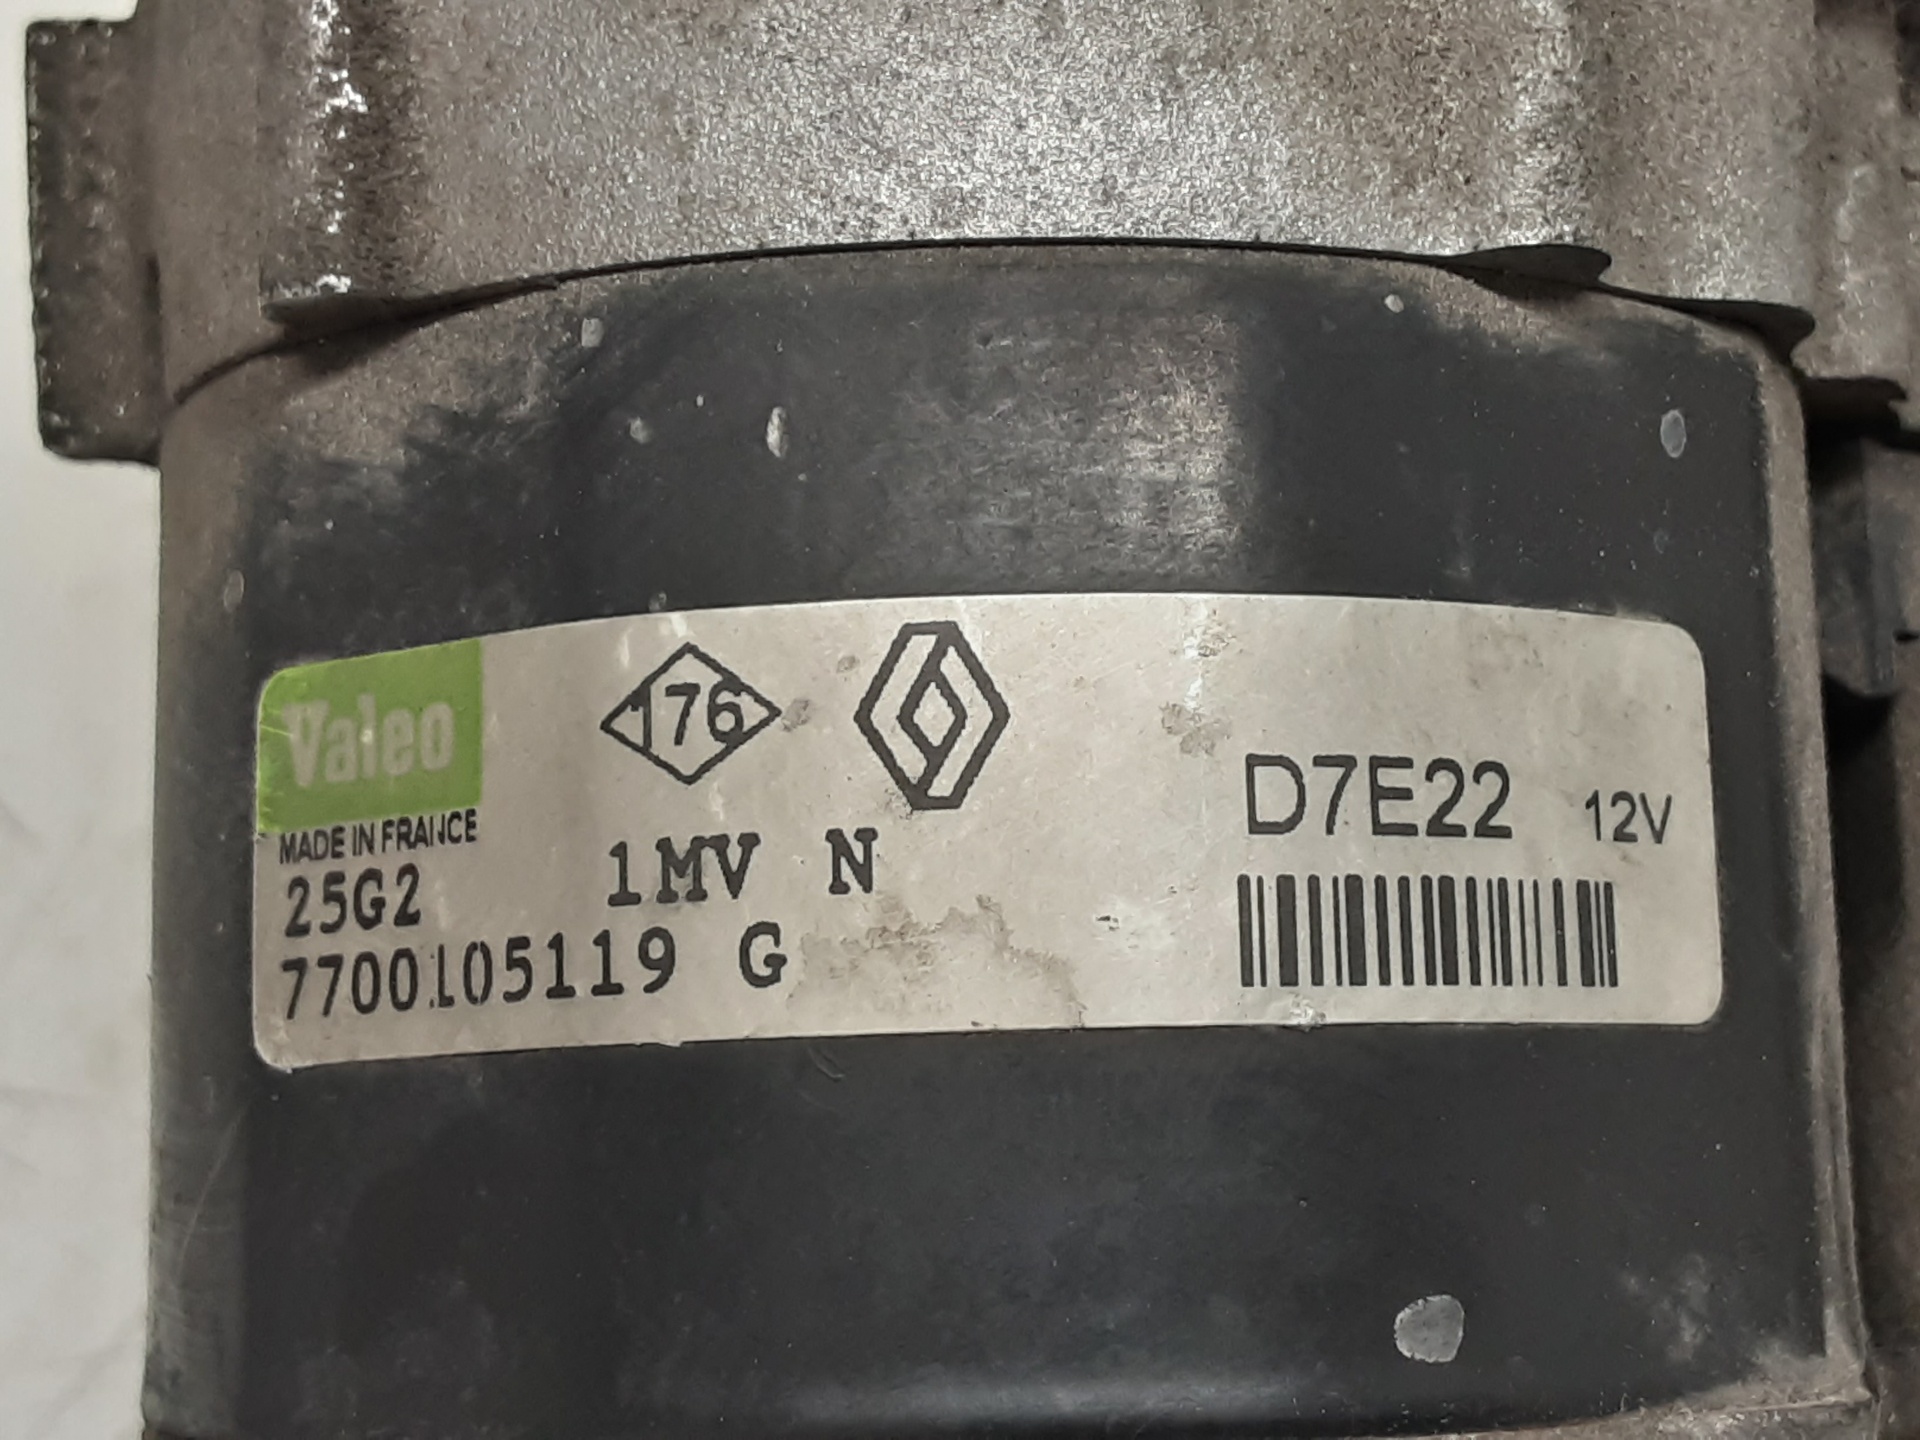 Valeo
176
MADE IN FRANCE
D7E22 12V
25G2 1MV N
7700105119 G